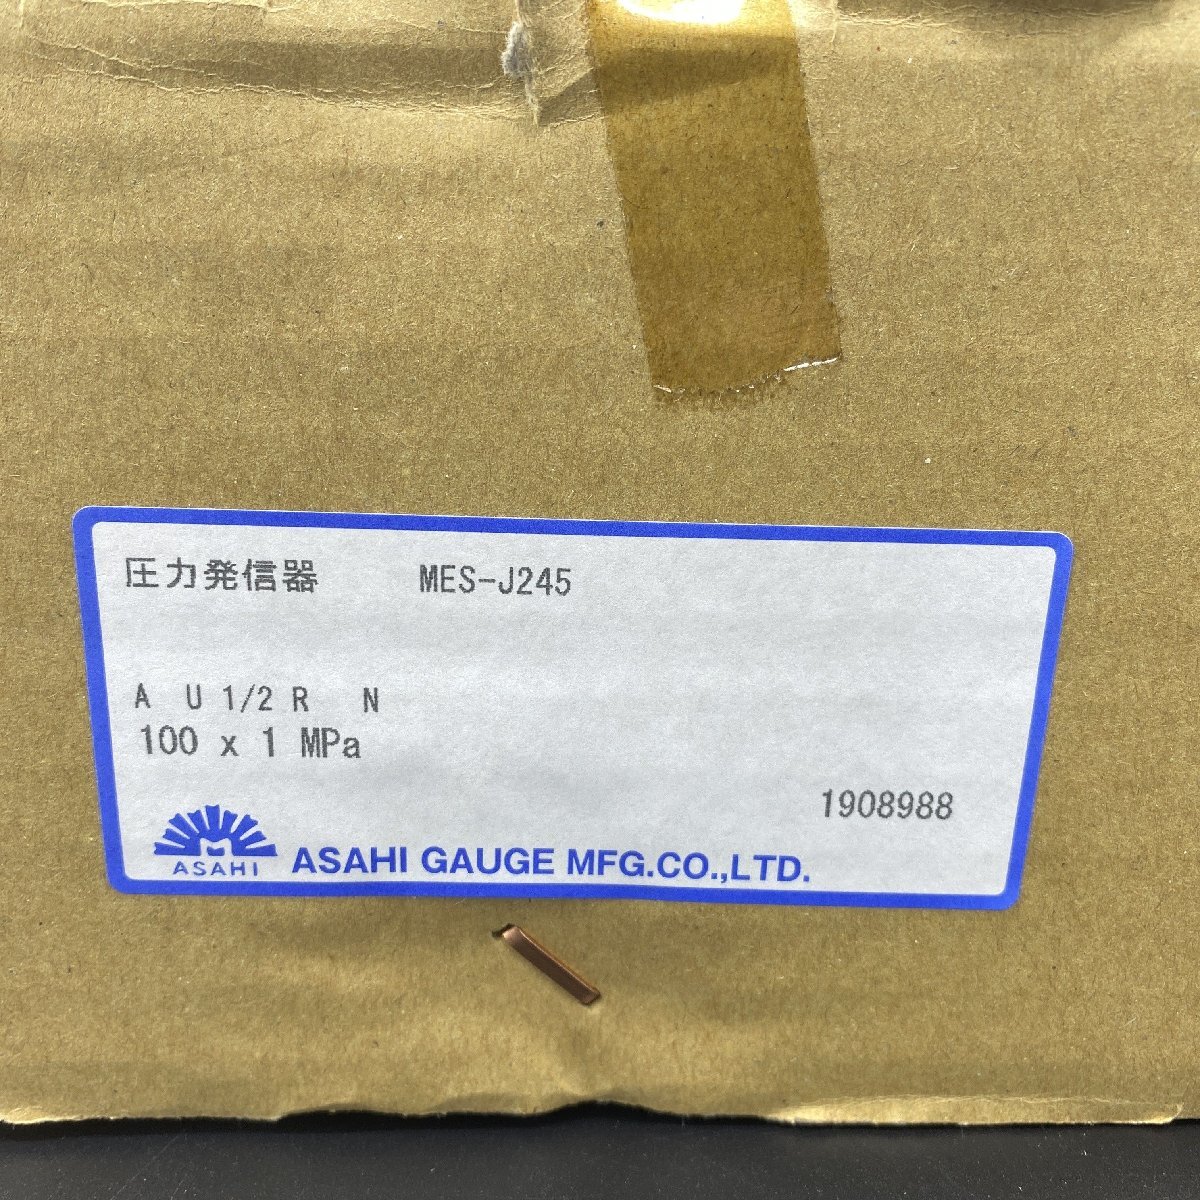 圧力発信器 MES-J245
A U 1/2 R N
100 x 1 MPa
1908988
ASAHI ASAHI GAUGE MFG.CO.,LTD.